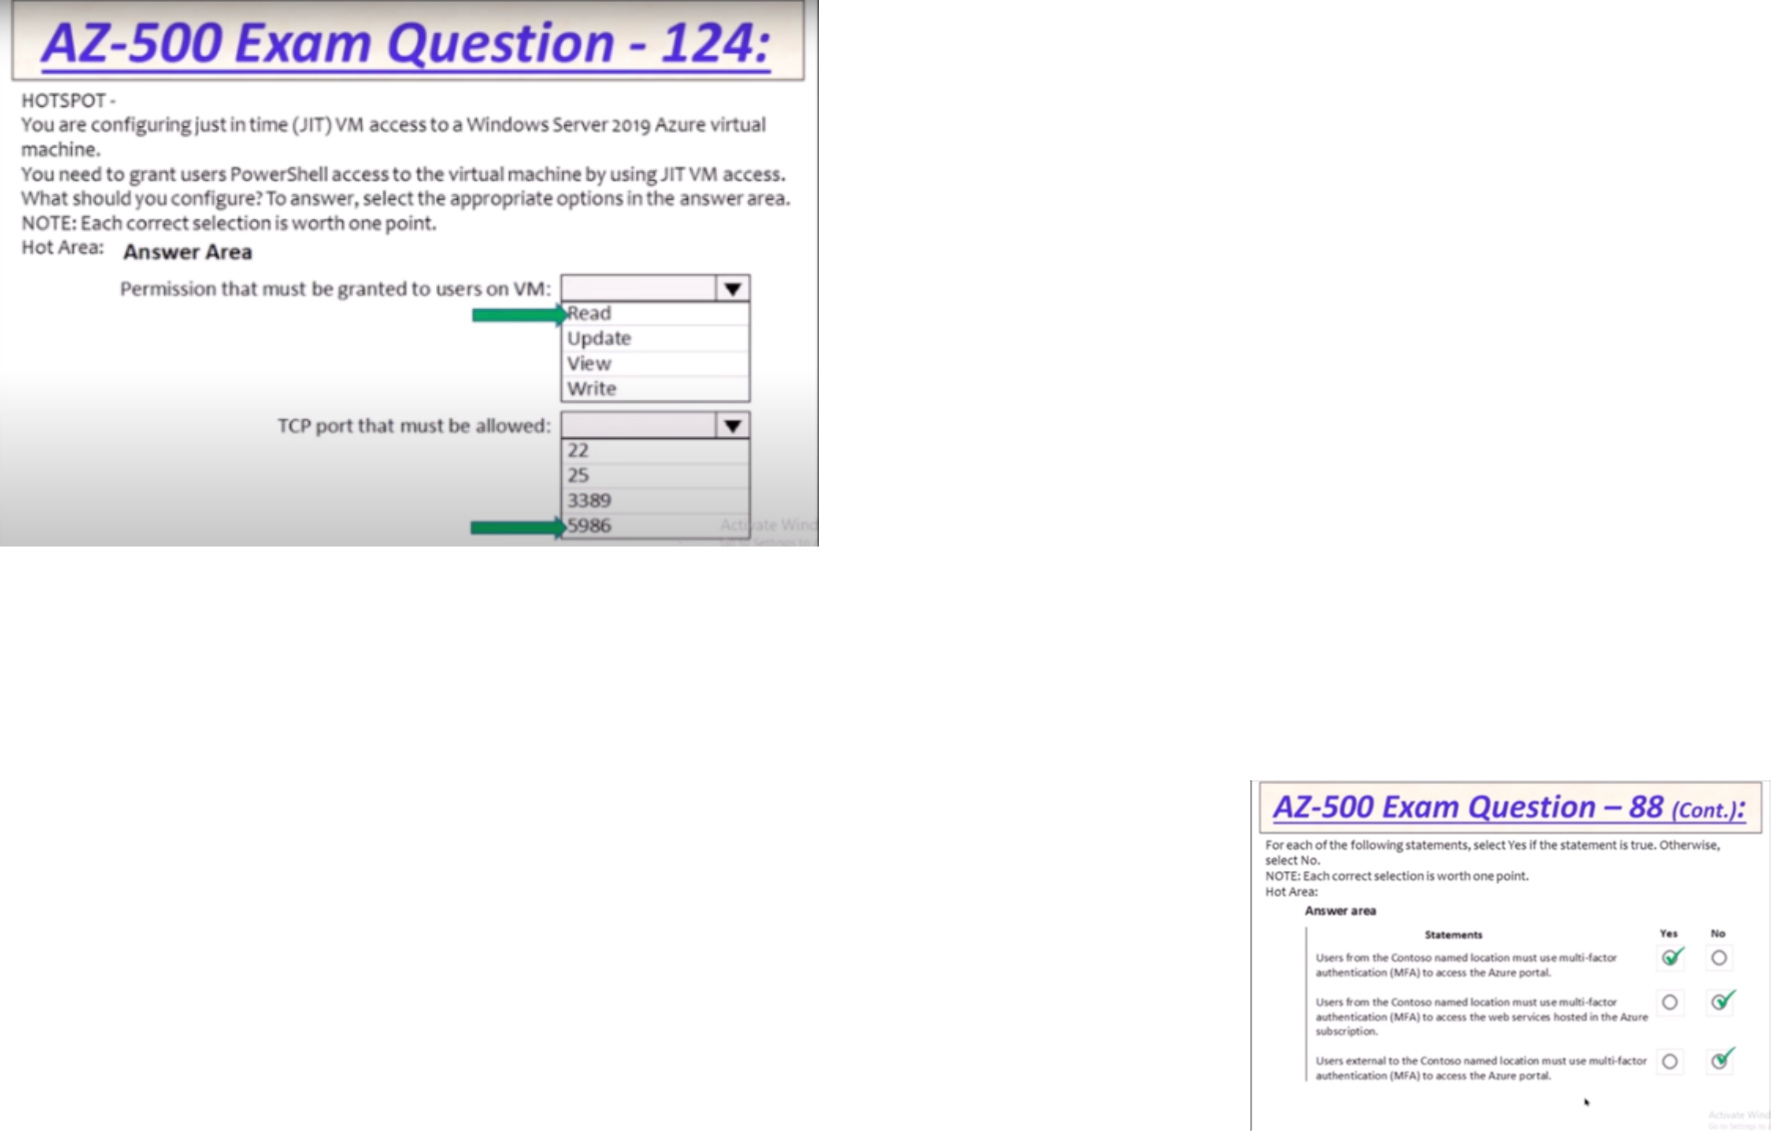 AZ-500 Exam Question - 124:
HOTSPOT -
You are configuring just in time (JIT) VM access to a Windows Server 2019 Azure virtual
machine.
You need to grant users PowerShell access to the virtual machine by using JIT VM access.
What should you configure? To answer, select the appropriate options in the answer area.
NOTE: Each correct selection is worth one point.
Hot Area: Answer Area
Permission that must be granted to users on VM:
Read
Update
View
Write
TCP port that must be allowed:
22
25
3389
5986
Activate Wind
AZ-500 Exam Question – 88 (Cont.):
For each of the following statements, select Yes if the statement is true. Otherwise,
select No.
NOTE: Each correct selection is worth one point.
Hot Area:
Answer area
Statements Yes No
Users from the Contoso named location must use multi-factor
authentication (MFA) to access the Azure portal.
Users from the Contoso named location must use multi-factor
authentication (MFA) to access the web services hosted in the Azure
subscription.
Users external to the Contoso named location must use multi-factor
authentication (MFA) to access the Azure portal.
Activate Wind
Go to Settings to